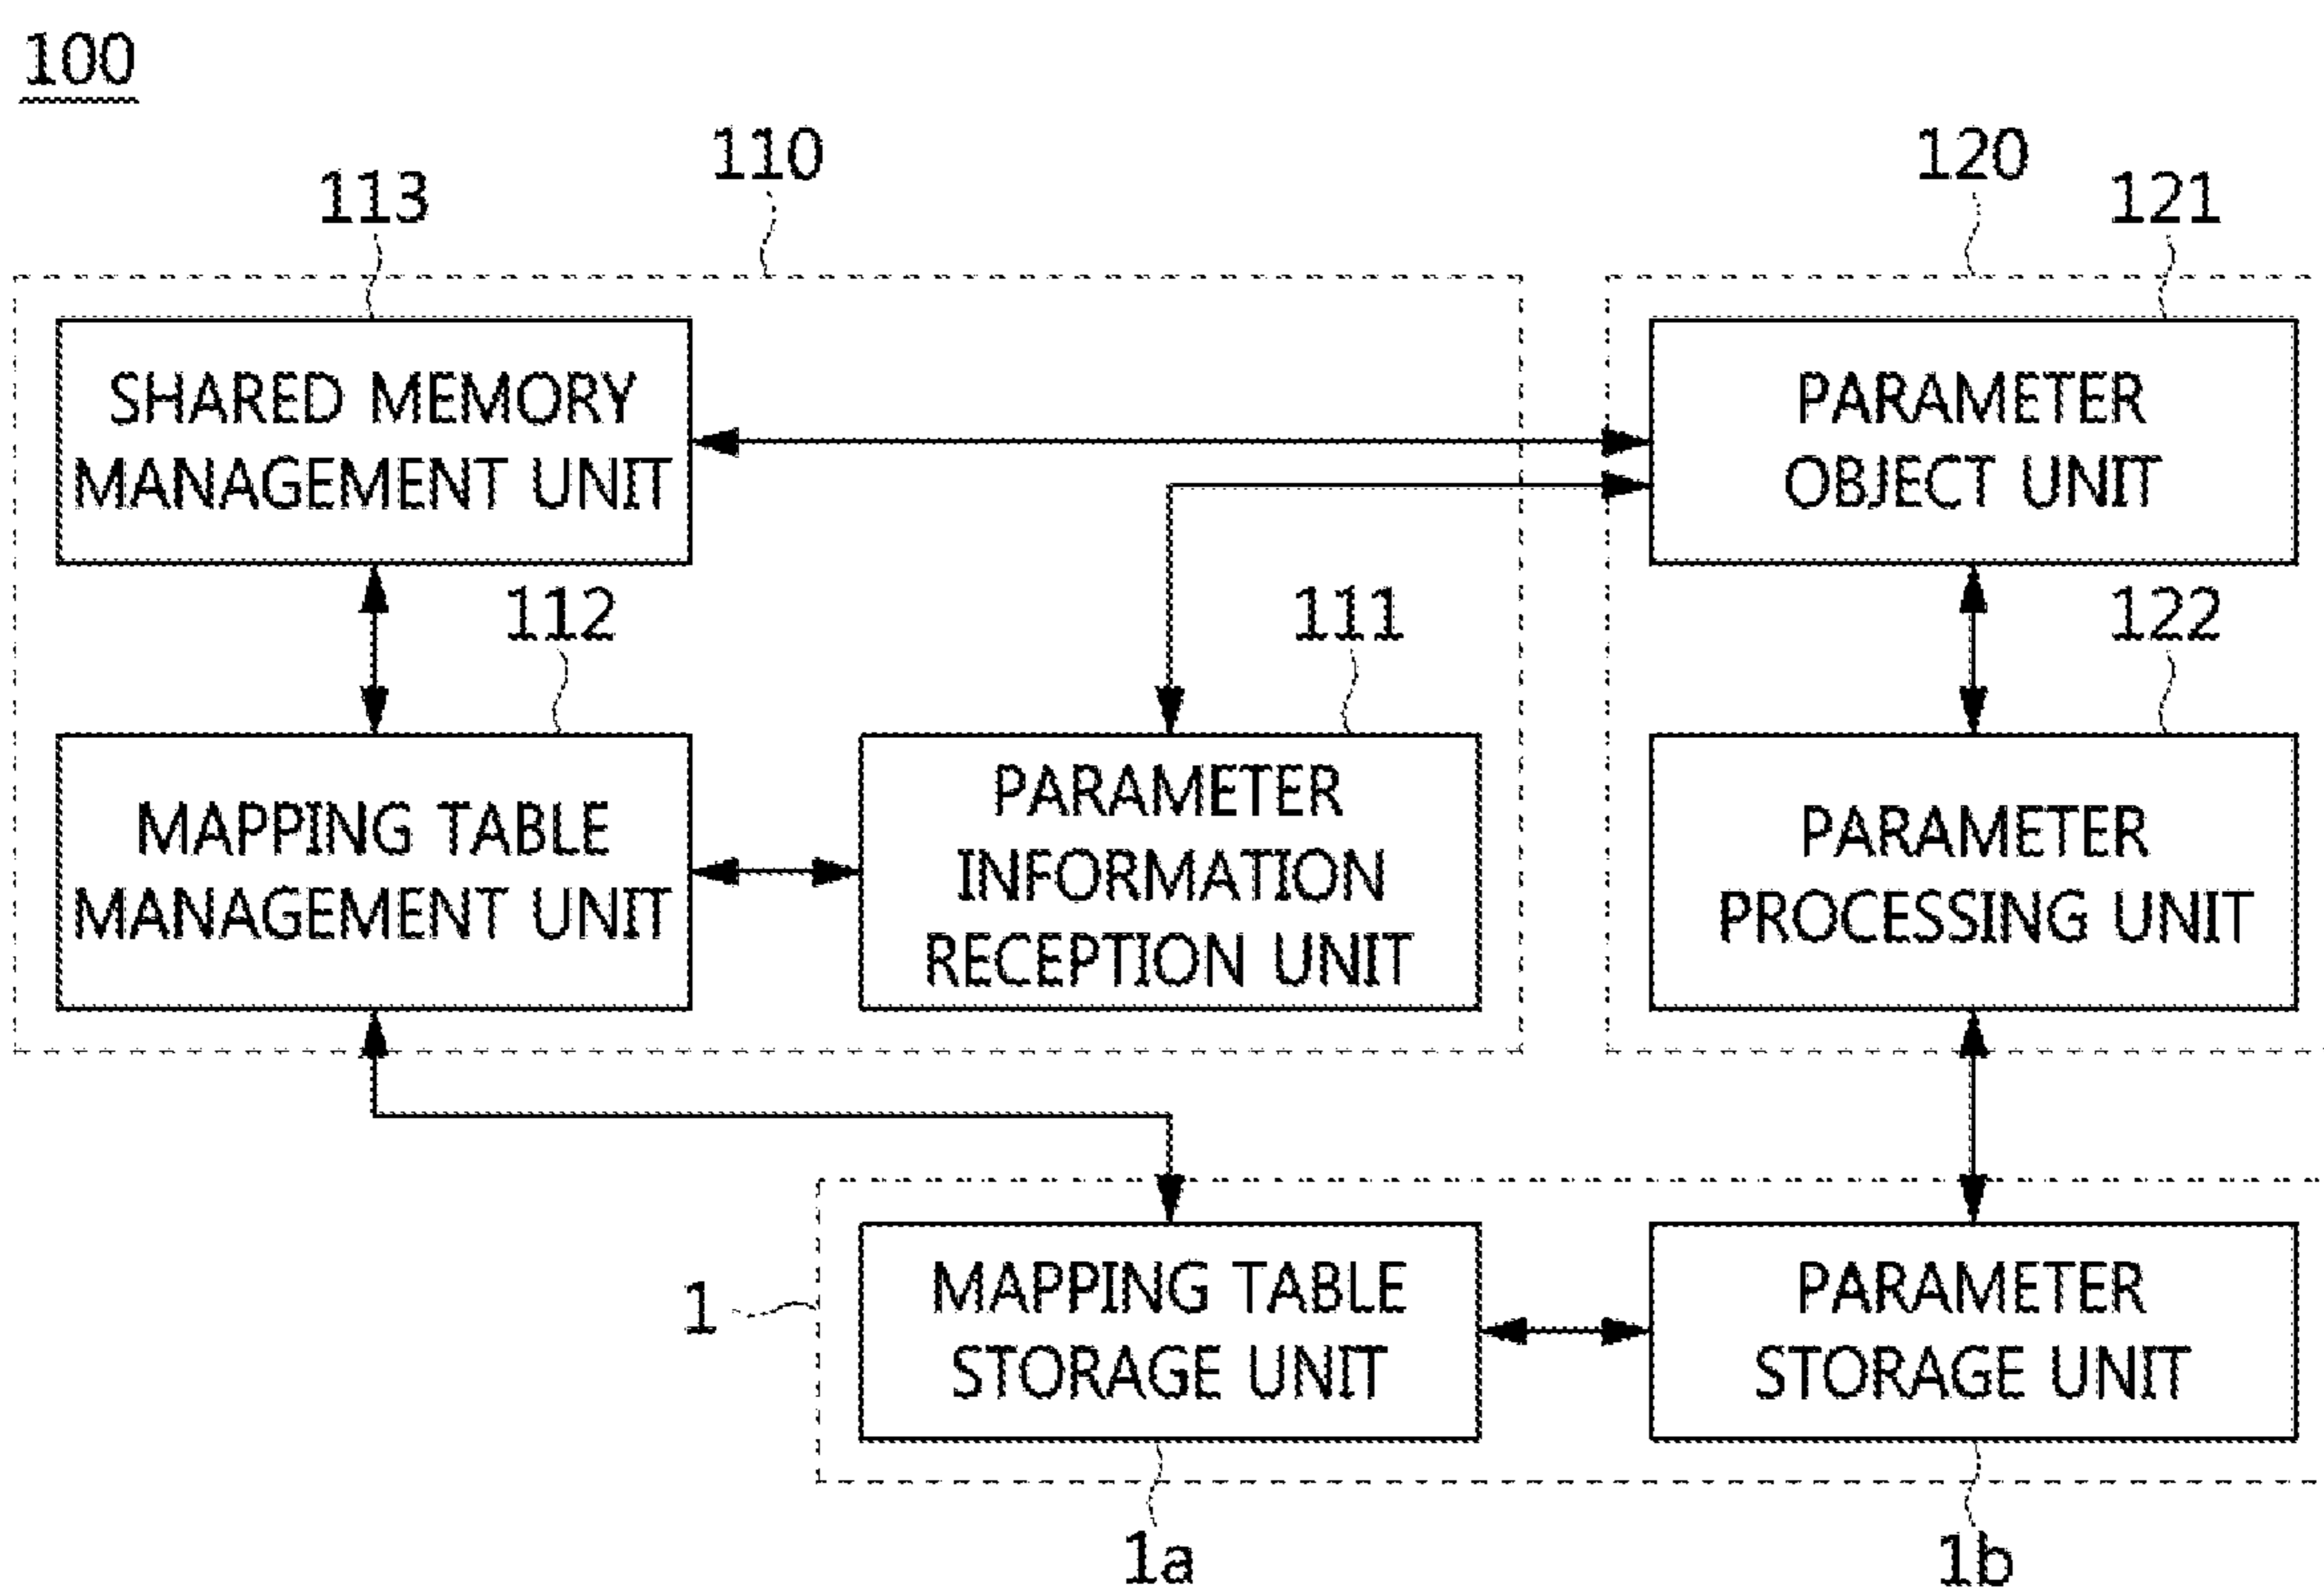 100
110
120
113
121
SHARED MEMORY
MANAGEMENT UNIT
PARAMETER
OBJECT UNIT
112
111
122
MAPPING TABLE
MANAGEMENT UNIT
PARAMETER
INFORMATION
RECEPTION UNIT
PARAMETER
PROCESSING UNIT
1
MAPPING TABLE
STORAGE UNIT
PARAMETER
STORAGE UNIT
1a
1b